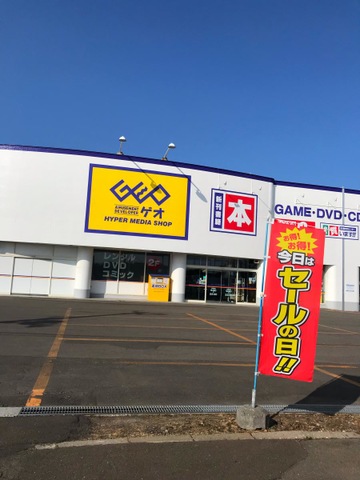 GEO
AMUSEMENT
DEVELOPER
ゲオ
HYPER MEDIA SHOP
新刊書籍
本
GAME・DVD・CD
レンタル
DVD
コミック
お得!お得!
今日は
セールの日!!